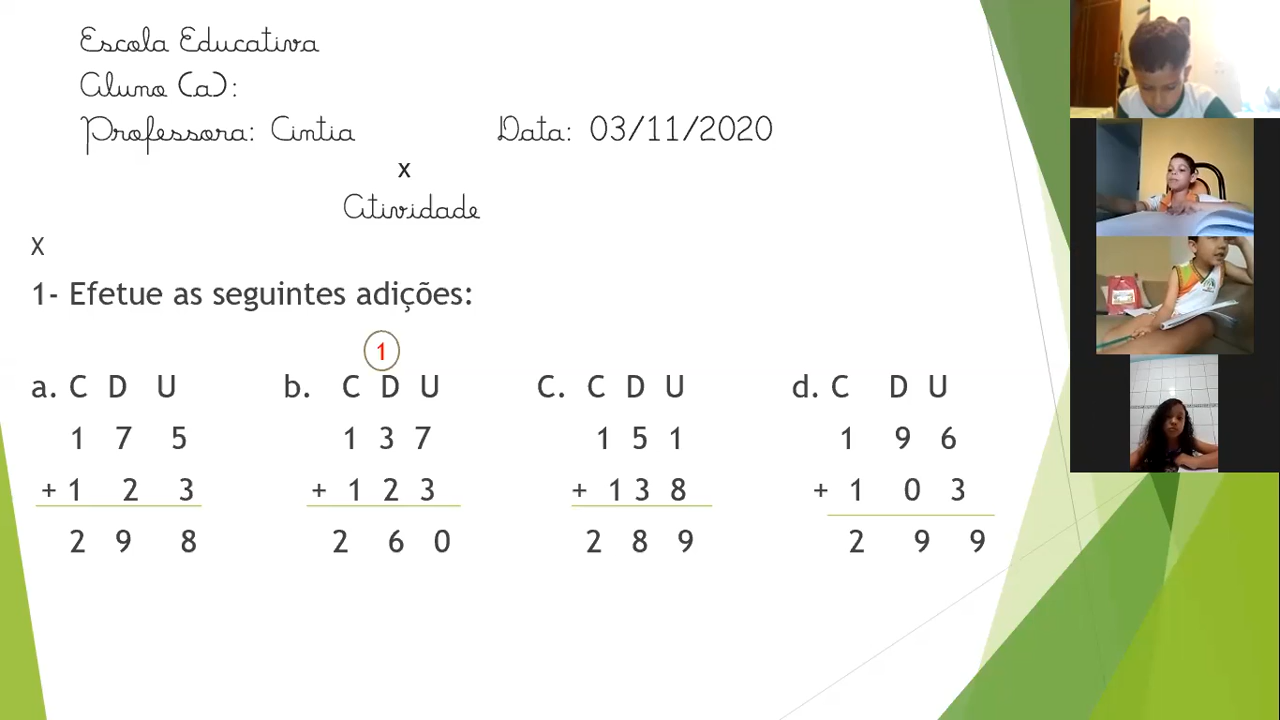 Escola Educativa
Aluno (a):
Professora: Cintia Data: 03/11/2020
x
Atividade
X
1- Efetue as seguintes adições:
1
a. C D U b. C D U C. C D U d. C D U
1 7 5 1 3 7 1 5 1 1 9 6
+ 1 2 3 + 1 2 3 + 1 3 8 + 1 0 3
2 9 8 2 6 0 2 8 9 2 9 9